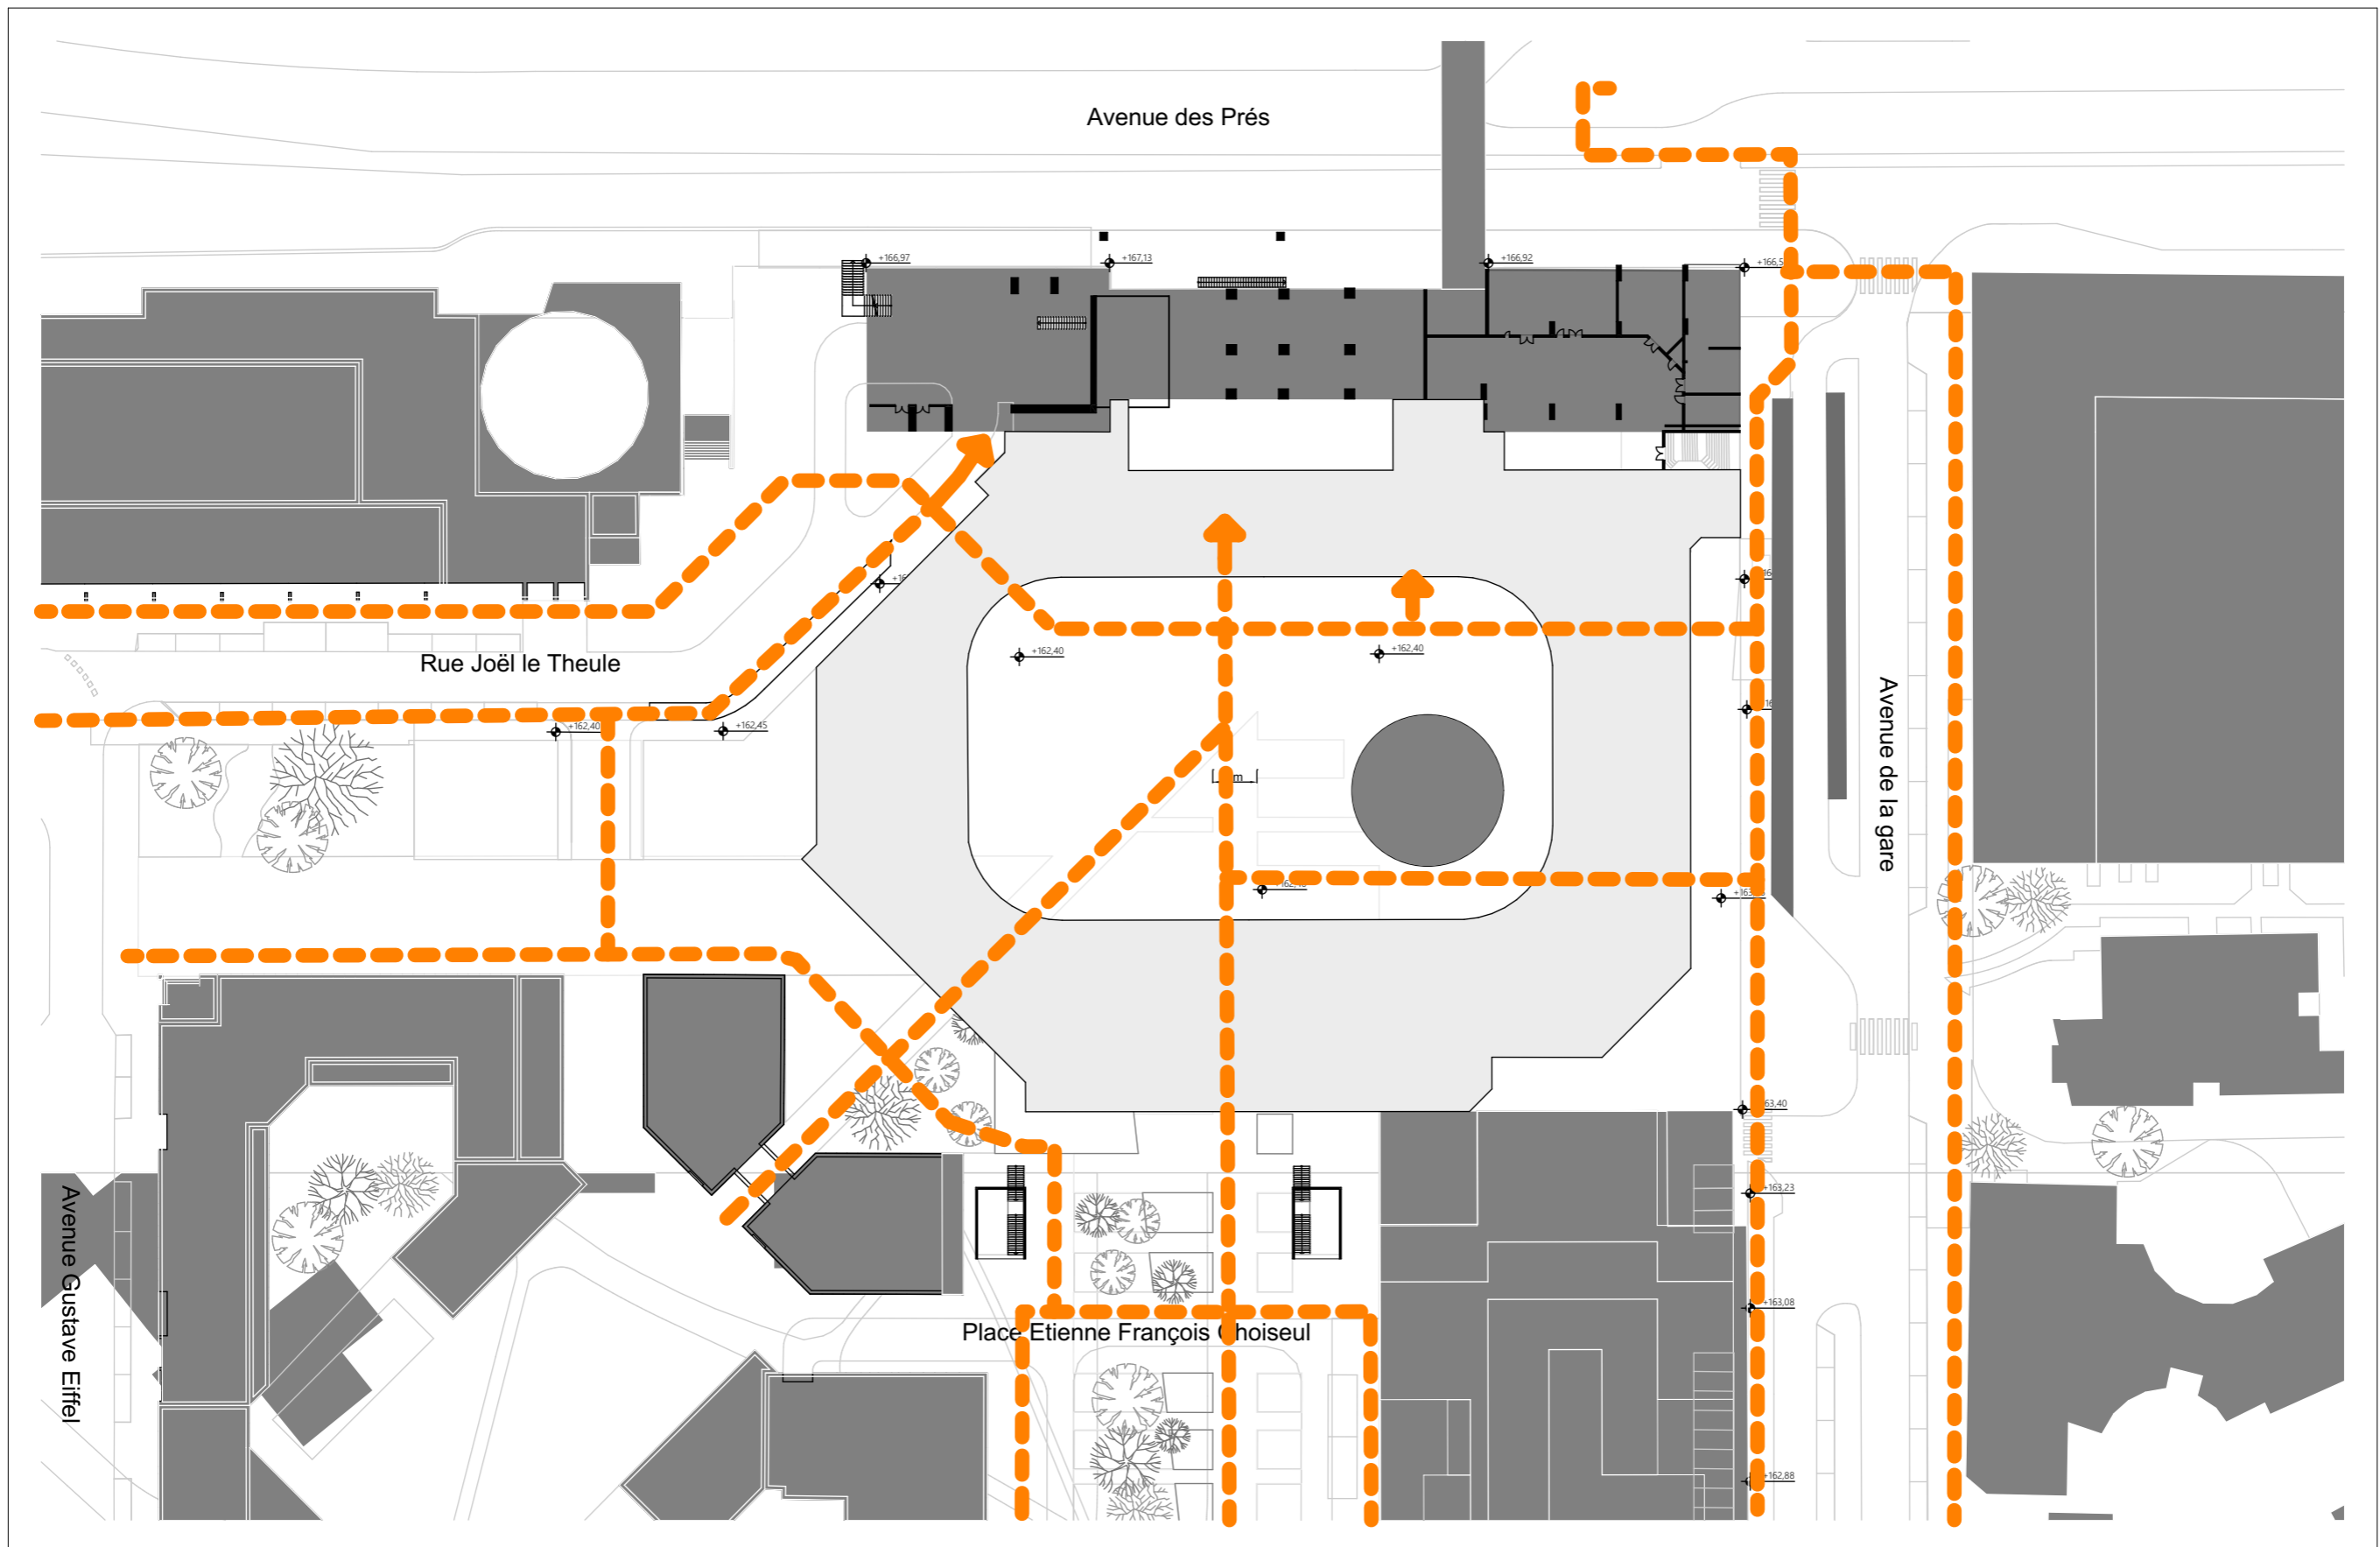 Avenue des Prés
+166,97
+167,13
+166,92
+166,5
Rue Joël le Theule
+162,40
+162,40
+162,40
+162,45
m
Avenue de la gare
+163,23
+163,08
Place Etienne François Choiseul
Avenue Gustave Eiffel
+162,88